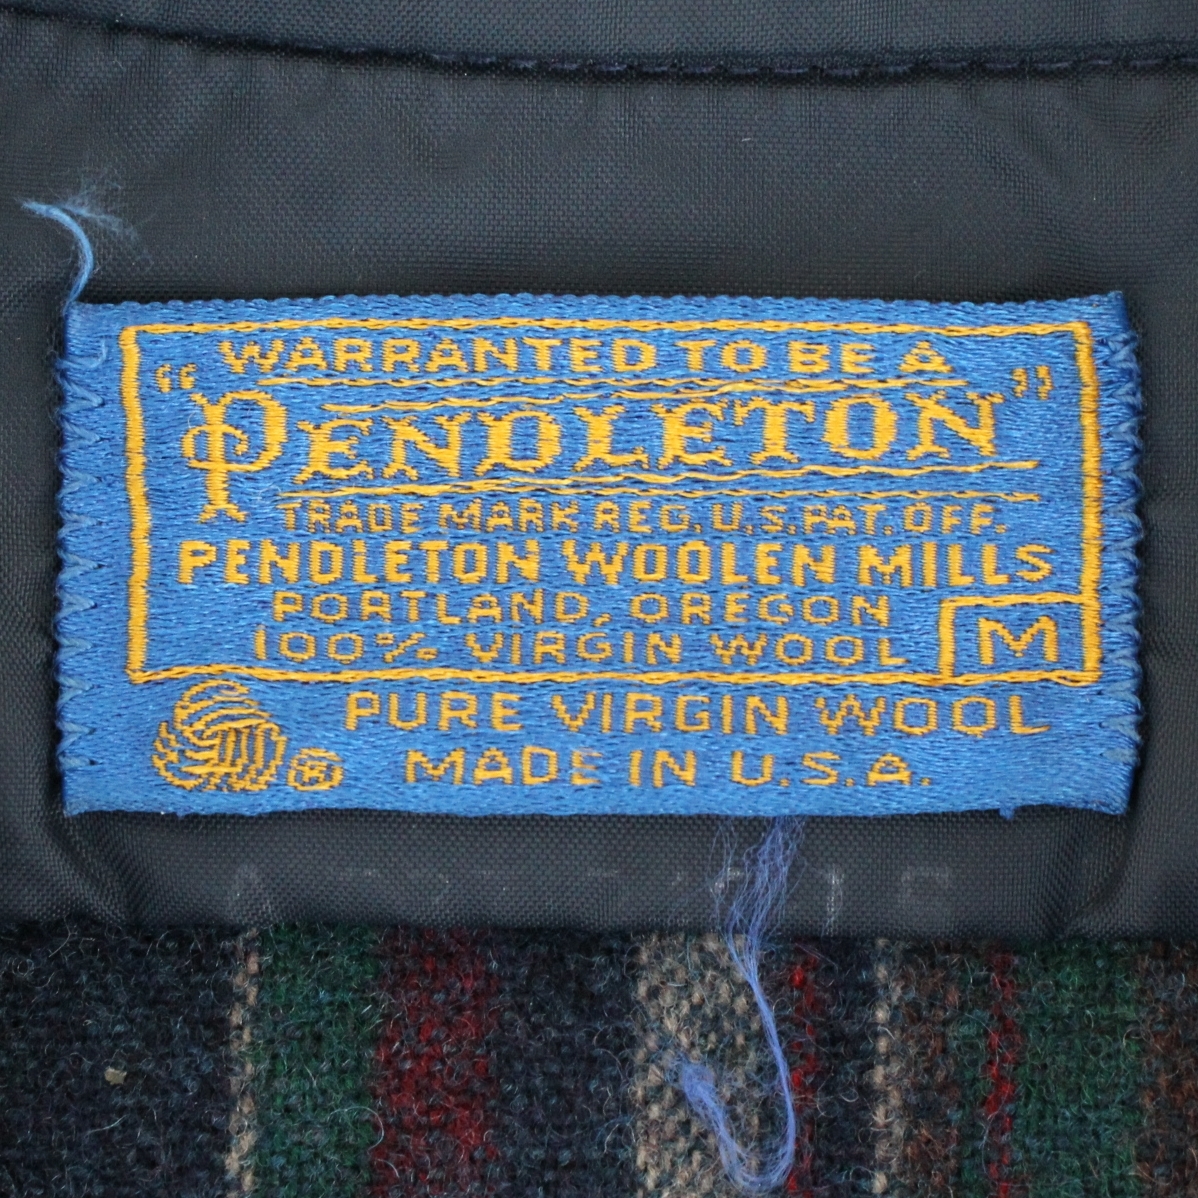 WARRANTED TO BE A
"PENDLETON"
TRADE MARK REG. U.S. PAT. OFF.
PENDLETON WOOLEN MILLS
PORTLAND, OREGON
100% VIRGIN WOOL
M
PURE VIRGIN WOOL
® MADE IN U.S.A.